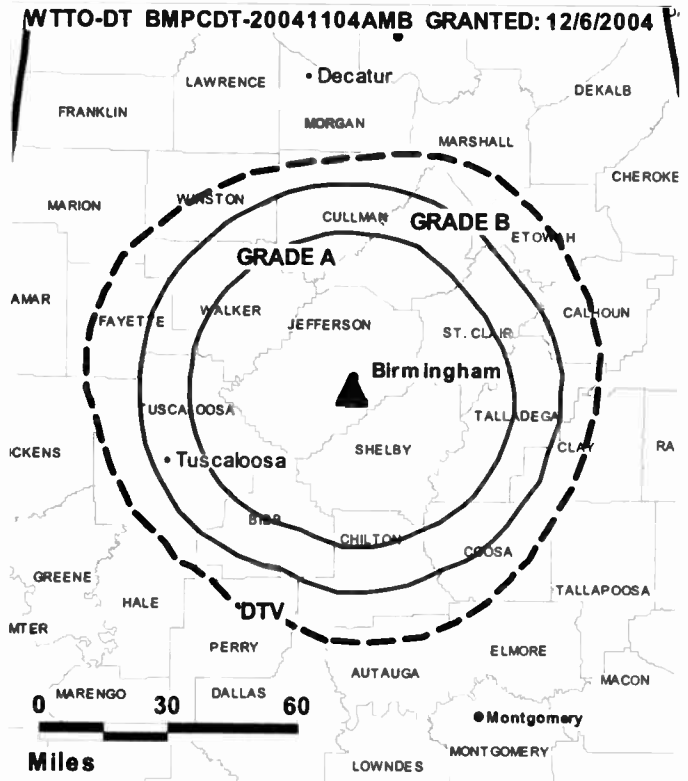 WTTO-DT BMPCDT-20041104AMB GRANTED: 12/6/2004
LAWRENCE
Decatur
DEKALB
FRANKLIN
MORGAN
MARSHALL
CHEROKE
WINSTON
MARION
CULLMAN
GRADE B
ETOWAH
GRADE A
AMAR
WALKER
CALHOUN
FAYETTE
JEFFERSON
ST. CLAIR
Birmingham
TUSCALOOSA
TALLADEGA
ICKENS
SHELBY
CLAY
RA
Tuscaloosa
BIBB
CHILTON
COOSA
GREENE
TALLAPOOSA
HALE
DTV
MTER
PERRY
ELMORE
AUTAUGA
MACON
MARENGO
DALLAS
0 30 60
Montgomery
Miles
MONTGOMERY
LOWNDES